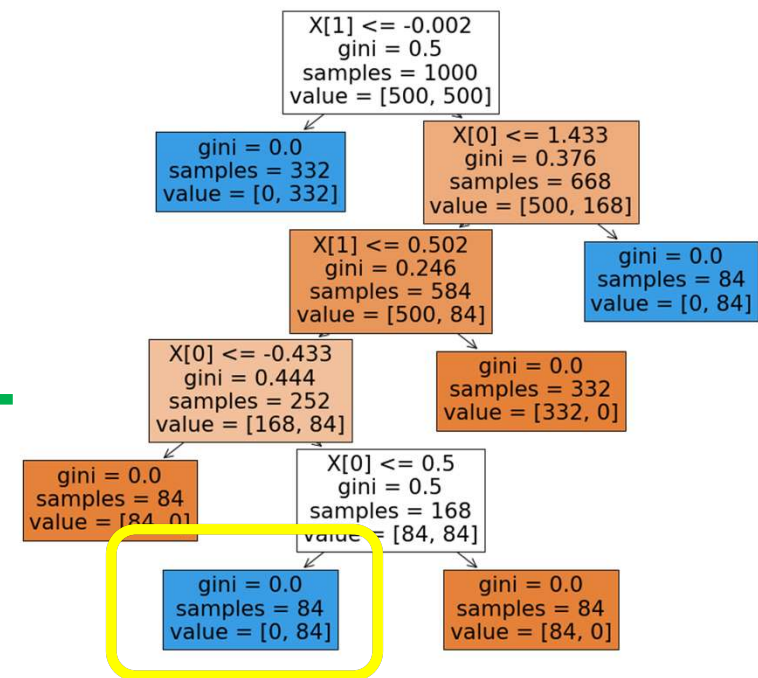 X[1] <= -0.002
gini = 0.5
samples = 1000
value = [500, 500]
gini = 0.0
samples = 332
value = [0, 332]
X[0] <= 1.433
gini = 0.376
samples = 668
value = [500, 168]
X[1] <= 0.502
gini = 0.246
samples = 584
value = [500, 84]
gini = 0.0
samples = 84
value = [0, 84]
X[0] <= -0.433
gini = 0.444
samples = 252
value = [168, 84]
gini = 0.0
samples = 332
value = [332, 0]
gini = 0.0
samples = 84
value = [84, 0]
X[0] <= 0.5
gini = 0.5
samples = 168
value = [84, 84]
gini = 0.0
samples = 84
value = [0, 84]
gini = 0.0
samples = 84
value = [84, 0]